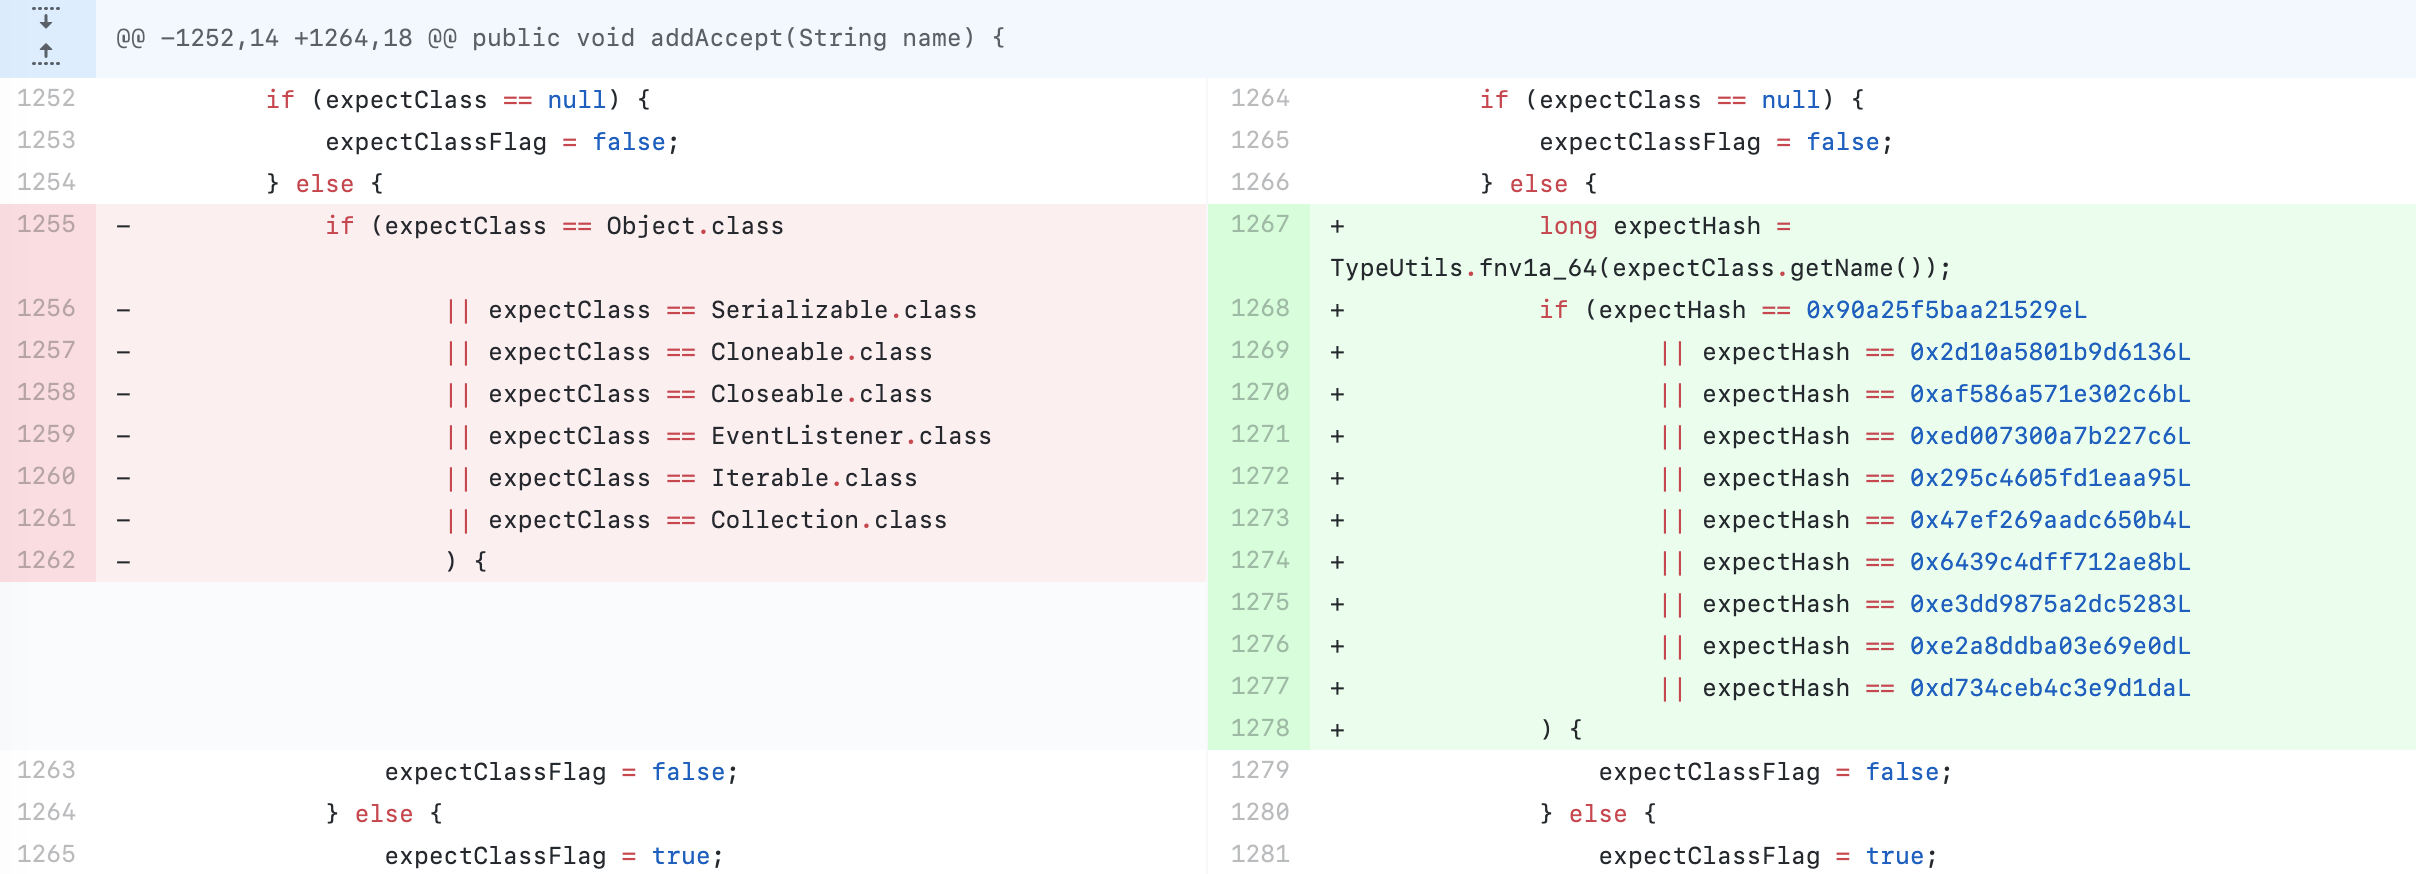 @@ -1252,14 +1264,18 @@ public void addAccept(String name) {
1252 if (expectClass == null) {
1253 expectClassFlag = false;
1254 } else {
1255 - if (expectClass == Object.class
1256 - || expectClass == Serializable.class
1257 - || expectClass == Cloneable.class
1258 - || expectClass == Closeable.class
1259 - || expectClass == EventListener.class
1260 - || expectClass == Iterable.class
1261 - || expectClass == Collection.class
1262 - ) {
1263 expectClassFlag = false;
1264 } else {
1265 expectClassFlag = true;
1264 if (expectClass == null) {
1265 expectClassFlag = false;
1266 } else {
1267 + long expectHash =
TypeUtils.fnv1a_64(expectClass.getName());
1268 + if (expectHash == 0x90a25f5baa21529eL
1269 + || expectHash == 0x2d10a5801b9d6136L
1270 + || expectHash == 0xaf586a571e302c6bL
1271 + || expectHash == 0xed007300a7b227c6L
1272 + || expectHash == 0x295c4605fd1eaa95L
1273 + || expectHash == 0x47ef269aadc650b4L
1274 + || expectHash == 0x6439c4dff712ae8bL
1275 + || expectHash == 0xe3dd9875a2dc5283L
1276 + || expectHash == 0xe2a8ddba03e69e0dL
1277 + || expectHash == 0xd734ceb4c3e9d1daL
1278 + ) {
1279 expectClassFlag = false;
1280 } else {
1281 expectClassFlag = true;